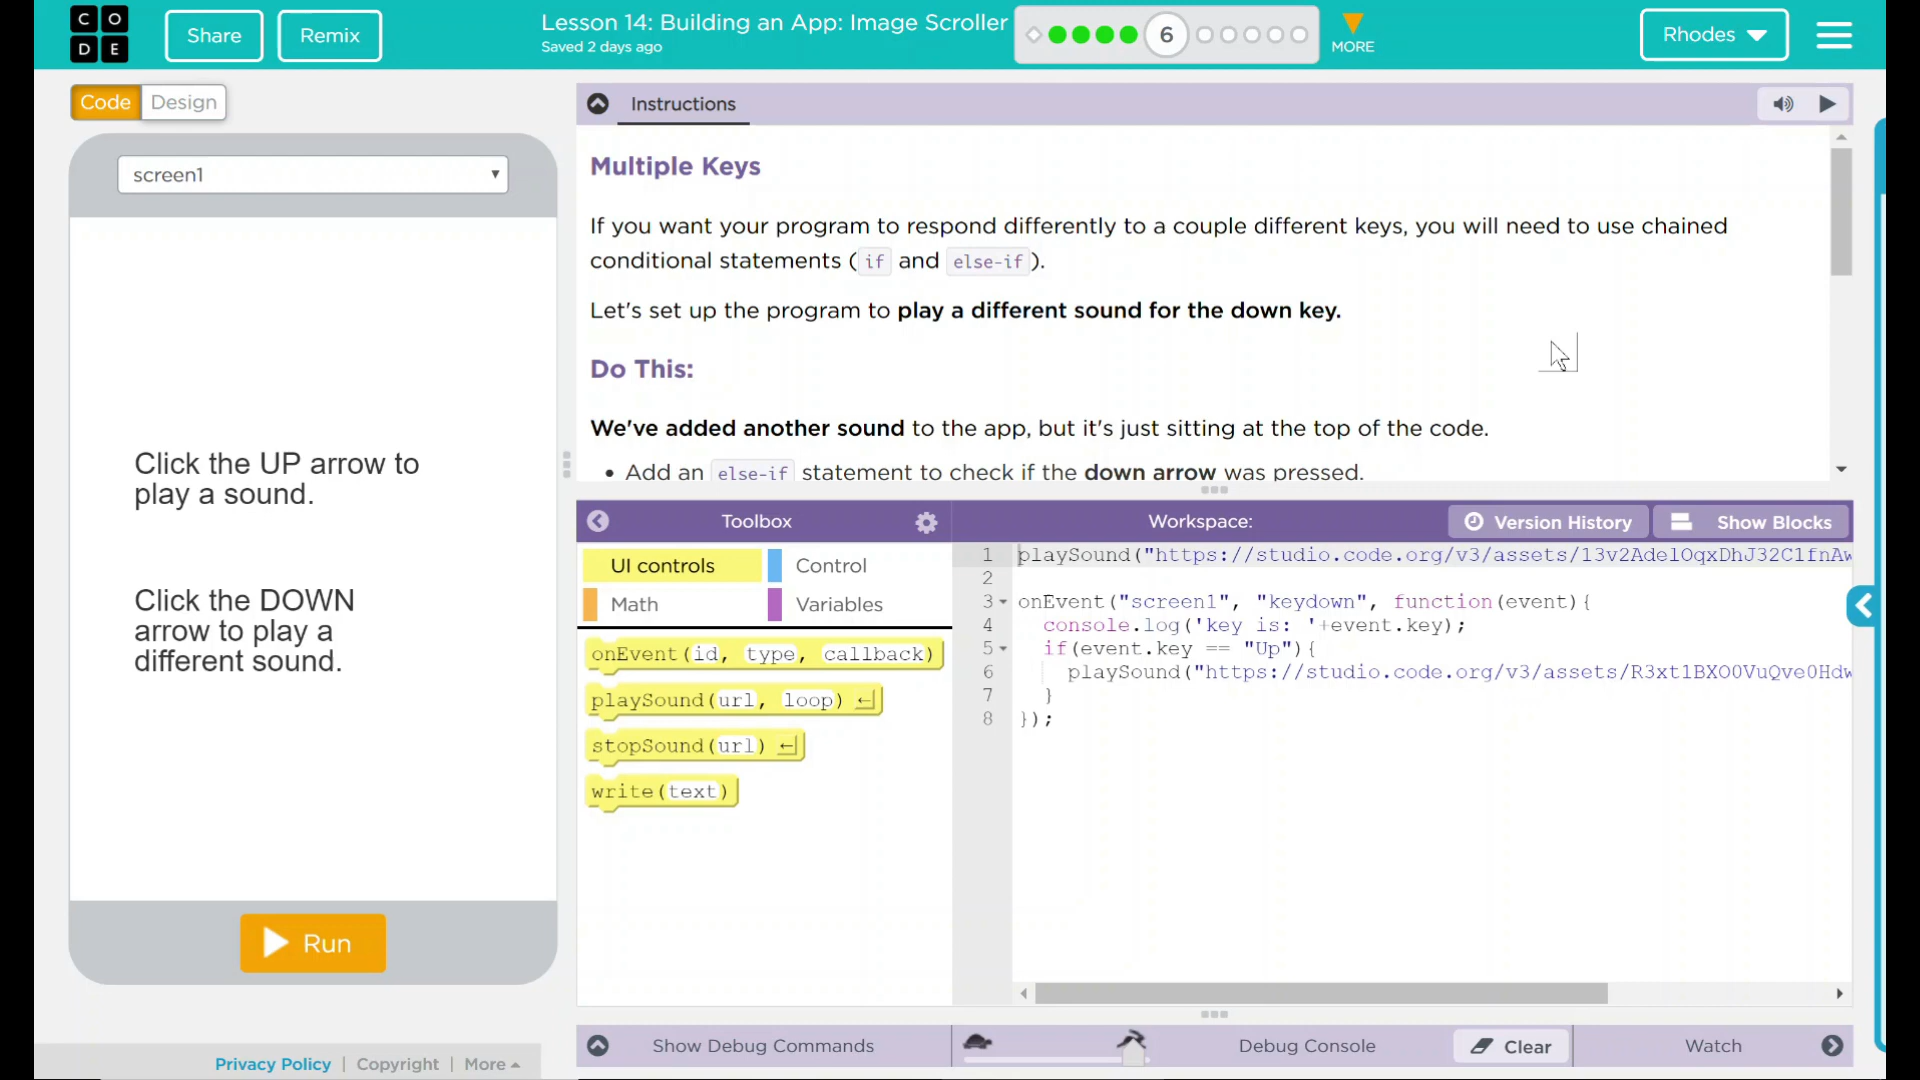 CODE
Share
Remix
Lesson 14: Building an App: Image Scroller
Saved 2 days ago
6
MORE
Rhodes
Code
Design
screen1
Click the UP arrow to
play a sound.
Click the DOWN
arrow to play a
different sound.
Run
Privacy Policy | Copyright | More
Instructions
Multiple Keys
If you want your program to respond differently to a couple different keys, you will need to use chained
conditional statements ( if and else-if ).
Let's set up the program to play a different sound for the down key.
Do This:
We've added another sound to the app, but it's just sitting at the top of the code.
• Add an else-if statement to check if the down arrow was pressed.
Toolbox
UI controls
Control
Math
Variables
onEvent(id, type, callback)
playSound(url, loop)
stopSound(url)
write(text)
Workspace:
Version History
Show Blocks
1 playSound("https://studio.code.org/v3/assets/
2
3 onEvent("screen1", "keydown", function(event){
4 console.log('key is: '+event.key);
5 if(event.key == "Up"){
6 playSound("https://studio.code.org/v3/assets/
7 }
8 });
Show Debug Commands
Debug Console
Clear
Watch